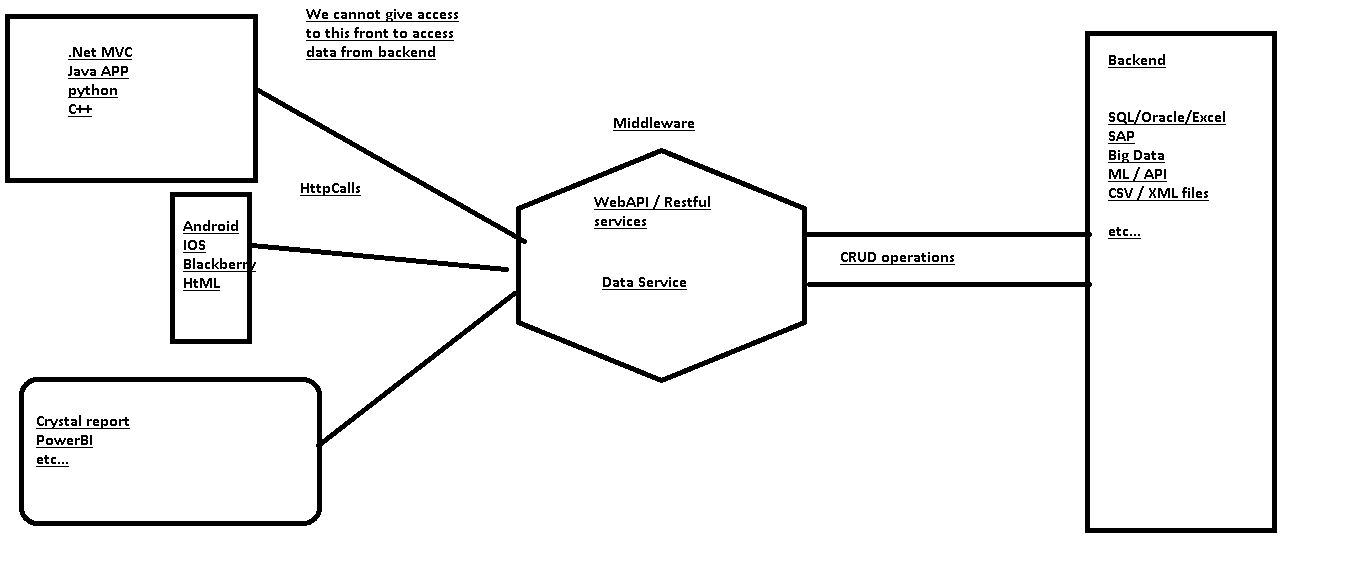 We cannot give access
to this front to access
data from backend
.Net MVC
Java APP
python
C++
Backend
SQL/Oracle/Excel
SAP
Big Data
ML / API
CSV / XML files
etc...
Middleware
HttpCalls
WebAPI / Restful
services
Data Service
CRUD operations
Android
IOS
Blackberry
HtML
Crystal report
PowerBI
etc...